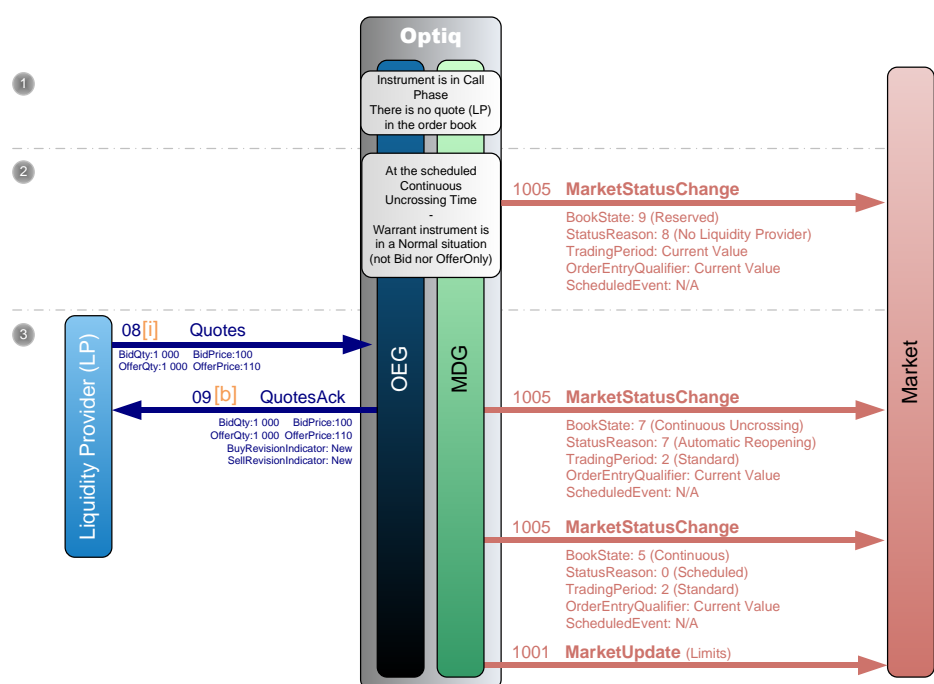 Optiq
1
Instrument is in Call
Phase
There is no quote (LP)
in the order book
2
At the scheduled
Continuous
Uncrossing Time
-
Warrant instrument is
in a Normal situation
(not Bid nor OfferOnly)
1005 MarketStatusChange
BookState: 9 (Reserved)
StatusReason: 8 (No Liquidity Provider)
TradingPeriod: Current Value
OrderEntryQualifier: Current Value
ScheduledEvent: N/A
3
Liquidity Provider (LP)
08[i] Quotes
BidQty:1 000 BidPrice:100
OfferQty:1 000 OfferPrice:110
09[b] QuotesAck
BidQty:1 000 BidPrice:100
OfferQty:1 000 OfferPrice:110
BuyRevisionIndicator: New
SellRevisionIndicator: New
OEG
MDG
1005 MarketStatusChange
BookState: 7 (Continuous Uncrossing)
StatusReason: 7 (Automatic Reopening)
TradingPeriod: 2 (Standard)
OrderEntryQualifier: Current Value
ScheduledEvent: N/A
1005 MarketStatusChange
BookState: 5 (Continuous)
StatusReason: 0 (Scheduled)
TradingPeriod: 2 (Standard)
OrderEntryQualifier: Current Value
ScheduledEvent: N/A
1001 MarketUpdate (Limits)
Market